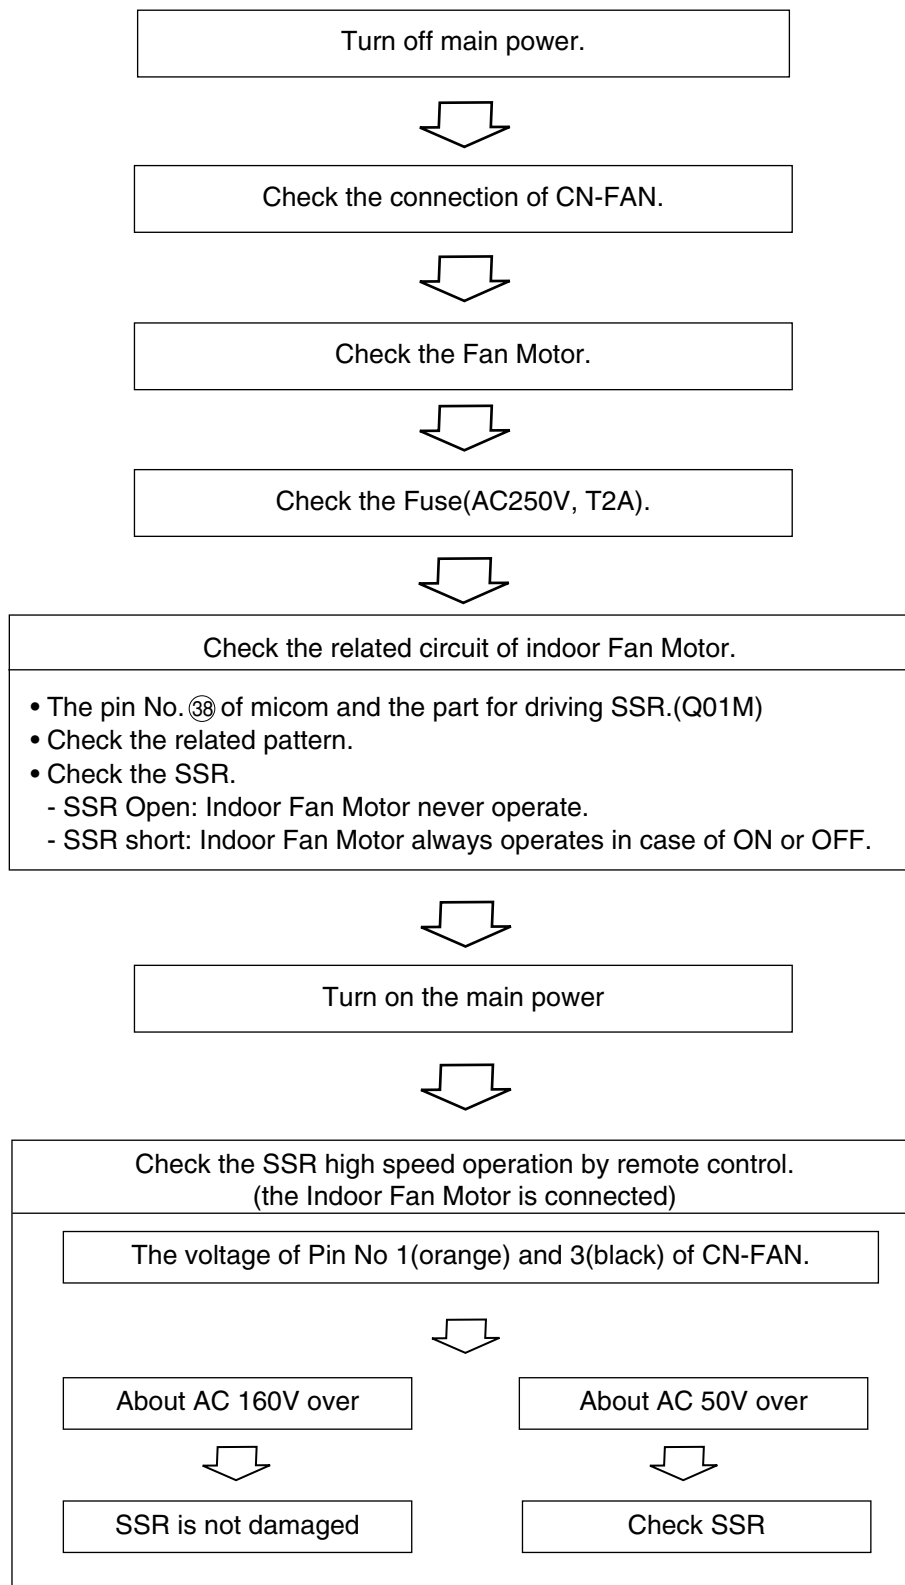 Turn off main power.
Check the connection of CN-FAN.
Check the Fan Motor.
Check the Fuse(AC250V, T2A).
Check the related circuit of indoor Fan Motor.
• The pin No. ㊳ of micom and the part for driving SSR.(Q01M)
• Check the related pattern.
• Check the SSR.
- SSR Open: Indoor Fan Motor never operate.
- SSR short: Indoor Fan Motor always operates in case of ON or OFF.
Turn on the main power
Check the SSR high speed operation by remote control.
(the Indoor Fan Motor is connected)
The voltage of Pin No 1(orange) and 3(black) of CN-FAN.
About AC 160V over
About AC 50V over
SSR is not damaged
Check SSR